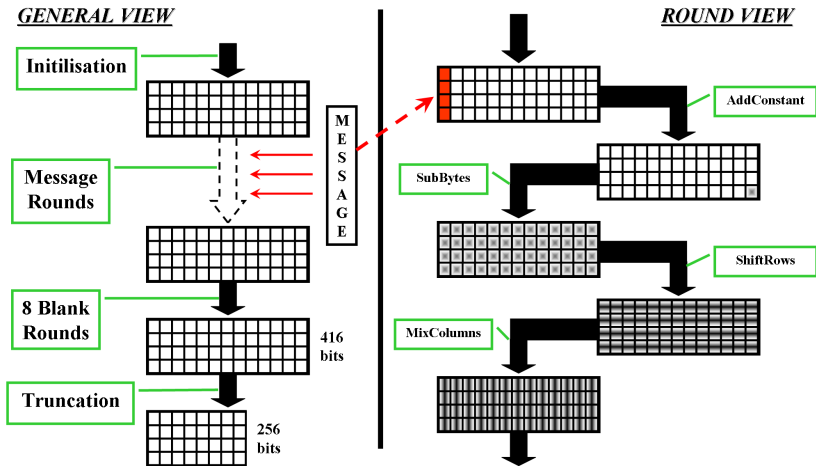 GENERAL VIEW
Initilisation
Message
Rounds
8 Blank
Rounds
Truncation
416
bits
256
bits
MESSAGE
ROUND VIEW
AddConstant
SubBytes
ShiftRows
MixColumns